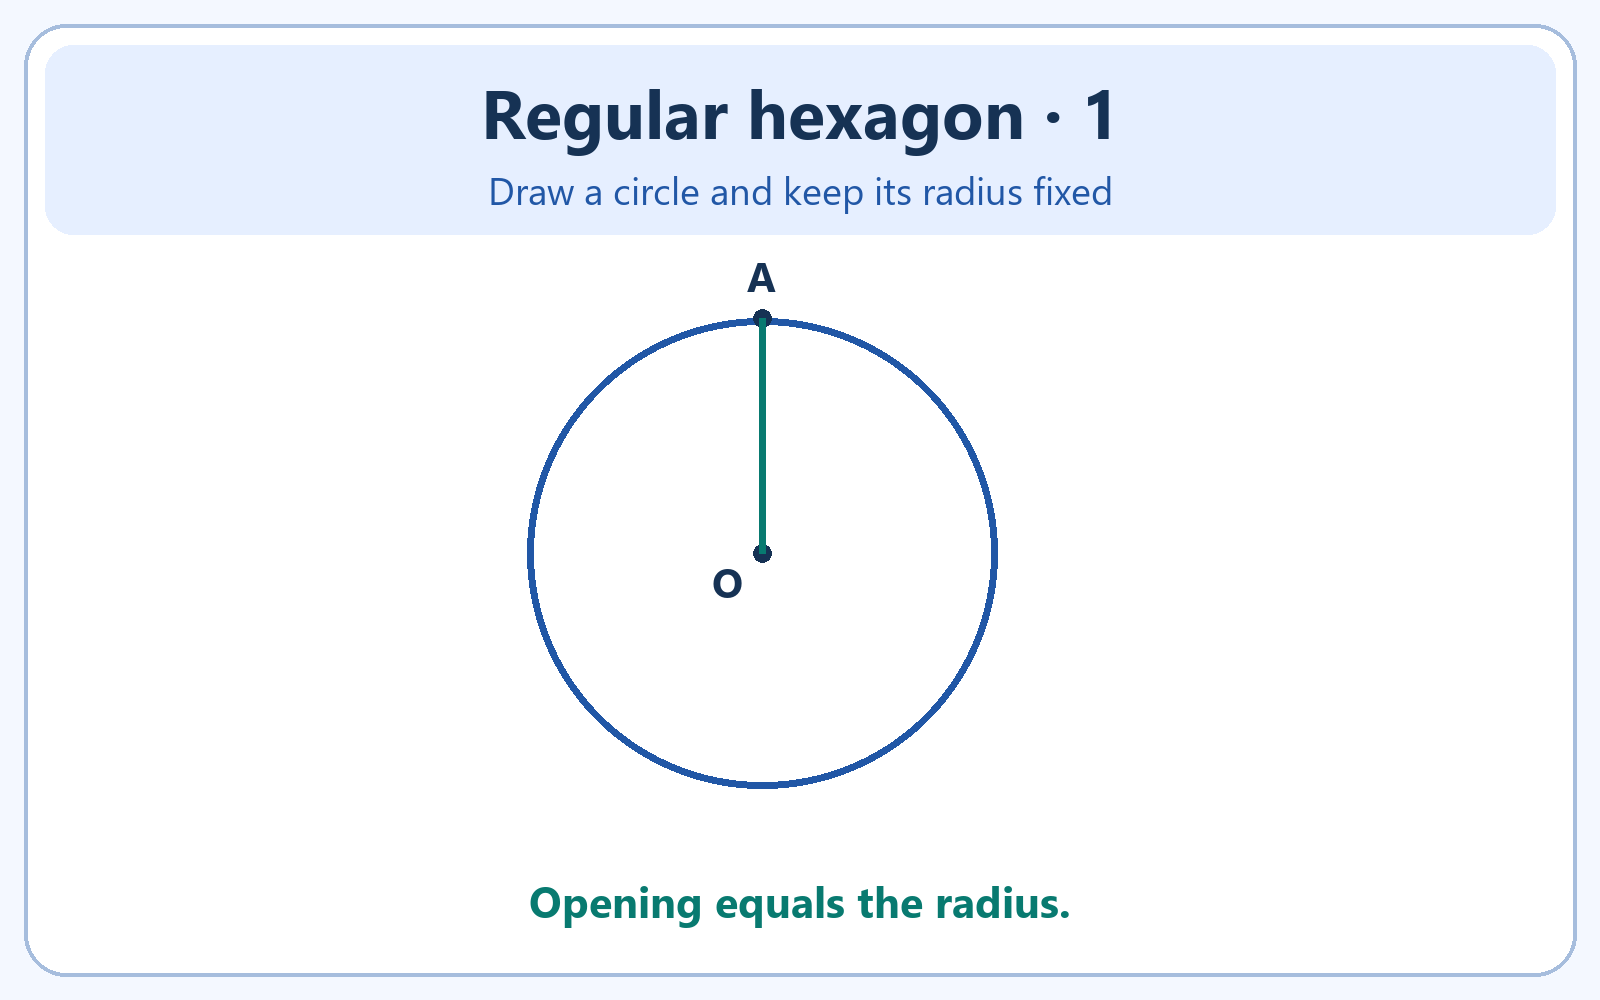 Regular hexagon · 1
Draw a circle and keep its radius fixed
A
O
Opening equals the radius.